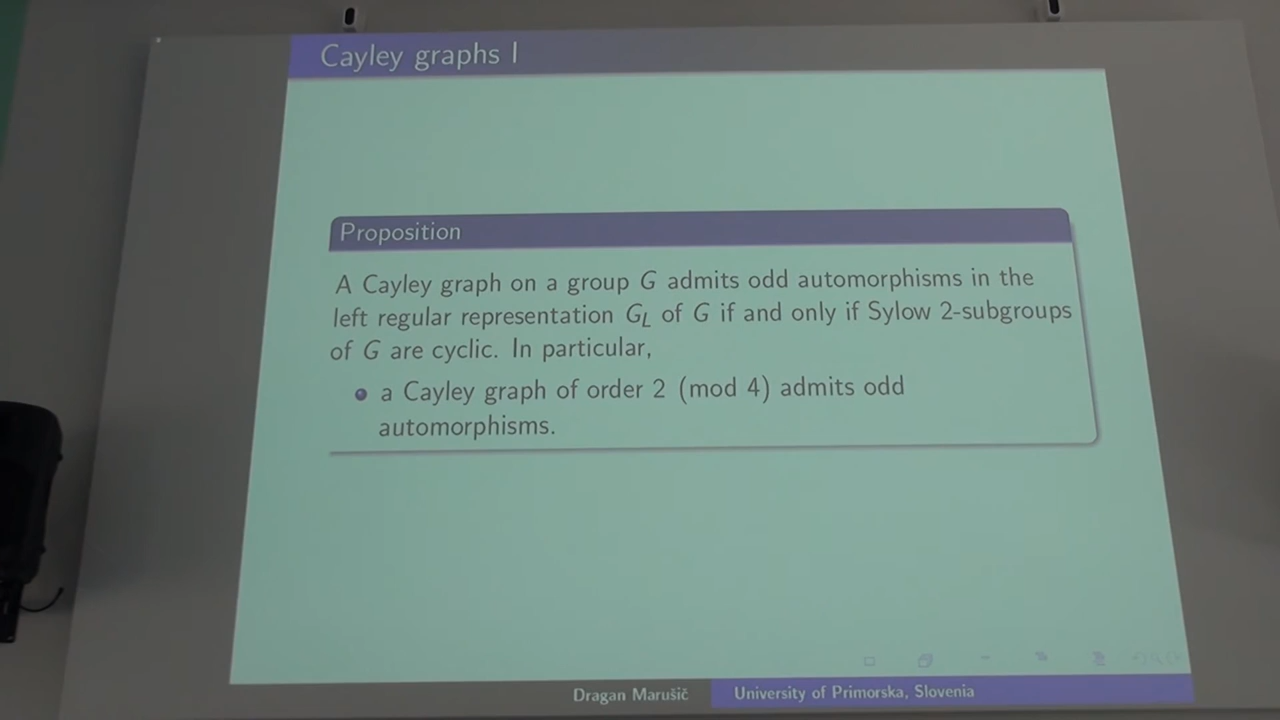 Cayley graphs I
Proposition
A Cayley graph on a group G admits odd automorphisms in the
left regular representation G_L of G if and only if Sylow 2-subgroups
of G are cyclic. In particular,
a Cayley graph of order 2 (mod 4) admits odd
automorphisms.
Dragan Marušič
University of Primorska, Slovenia